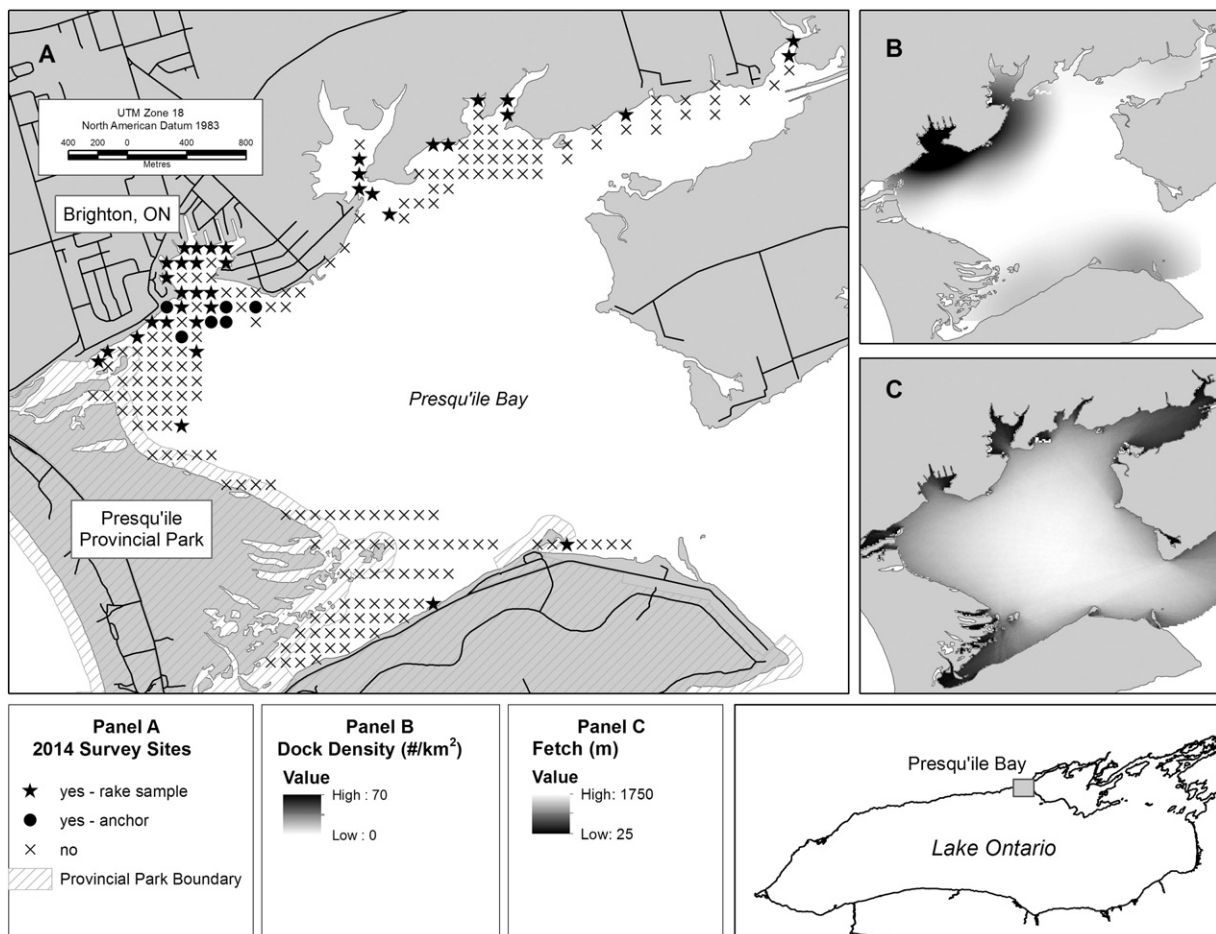 A
UTM Zone 18
North American Datum 1983
400 200 0 400 800
Metres
Brighton, ON
Presqu'ile Bay
Presqu'ile
Provincial Park
B
C
Panel A
2014 Survey Sites
yes - rake sample
yes - anchor
no
Provincial Park Boundary
Panel B
Dock Density (#/km²)
Value
High : 70
Low : 0
Panel C
Fetch (m)
Value
High: 1750
Low: 25
Presqu'ile Bay
Lake Ontario